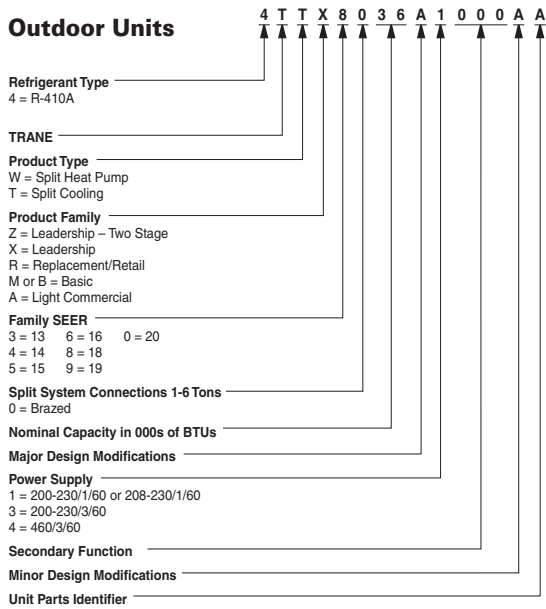 Outdoor Units
4 T T X 8 0 3 6 A 1 0 0 0 A A
Refrigerant Type
4 = R-410A
TRANE
Product Type
W = Split Heat Pump
T = Split Cooling
Product Family
Z = Leadership – Two Stage
X = Leadership
R = Replacement/Retail
M or B = Basic
A = Light Commercial
Family SEER
3 = 13 6 = 16 0 = 20
4 = 14 8 = 18
5 = 15 9 = 19
Split System Connections 1-6 Tons
0 = Brazed
Nominal Capacity in 000s of BTUs
Major Design Modifications
Power Supply
1 = 200-230/1/60 or 208-230/1/60
3 = 200-230/3/60
4 = 460/3/60
Secondary Function
Minor Design Modifications
Unit Parts Identifier